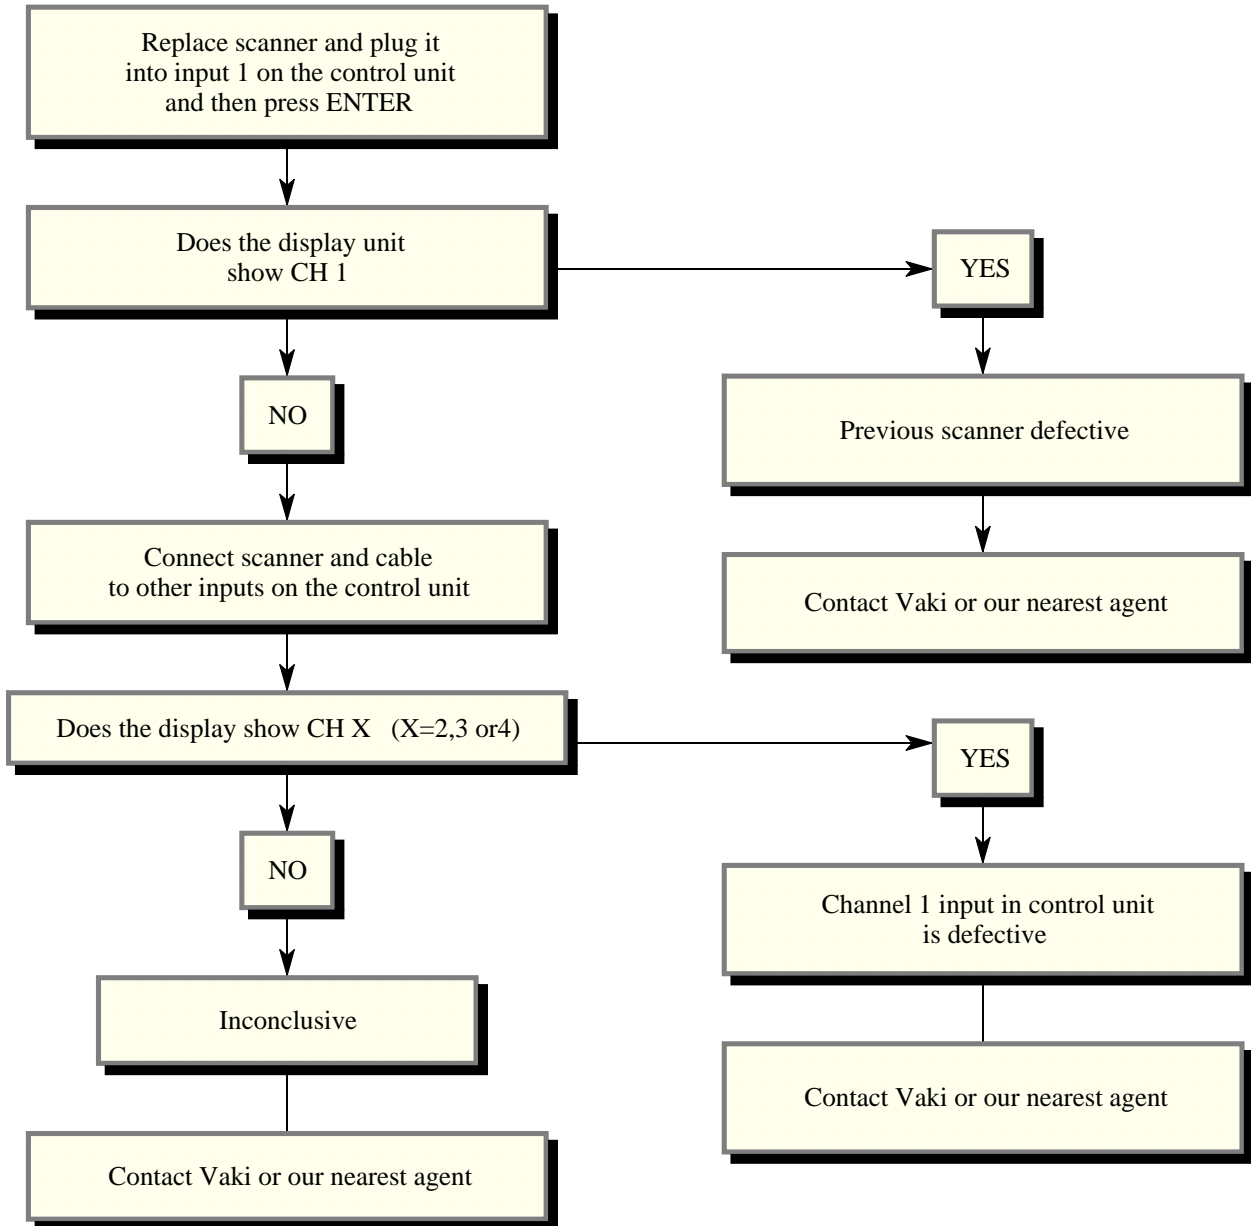 Replace scanner and plug it
into input 1 on the control unit
and then press ENTER
Does the display unit
show CH 1
YES
NO
Previous scanner defective
Connect scanner and cable
to other inputs on the control unit
Contact Vaki or our nearest agent
Does the display show CH X (X=2,3 or4)
YES
NO
Channel 1 input in control unit
is defective
Inconclusive
Contact Vaki or our nearest agent
Contact Vaki or our nearest agent